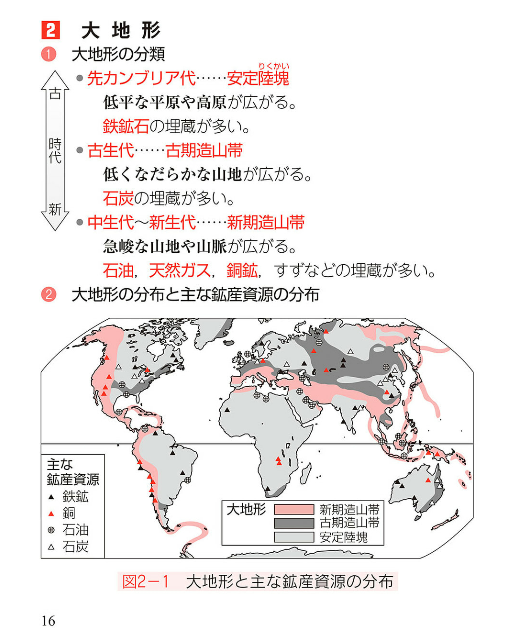 2 大地形
1 大地形の分類
古
時代
新
●先カンブリア代……安定陸塊
りくかい
低平な平原や高原が広がる。
鉄鉱石の埋蔵が多い。
●古生代……古期造山帯
低くなだらかな山地が広がる。
石炭の埋蔵が多い。
●中生代～新生代……新期造山帯
急峻な山地や山脈が広がる。
石油，天然ガス，銅鉱，すずなどの埋蔵が多い。
2 大地形の分布と主な鉱産資源の分布
主な
鉱産資源
▲鉄鉱
▲銅
石油
△石炭
大地形
新期造山帯
古期造山帯
安定陸塊
図2－1 大地形と主な鉱産資源の分布
16